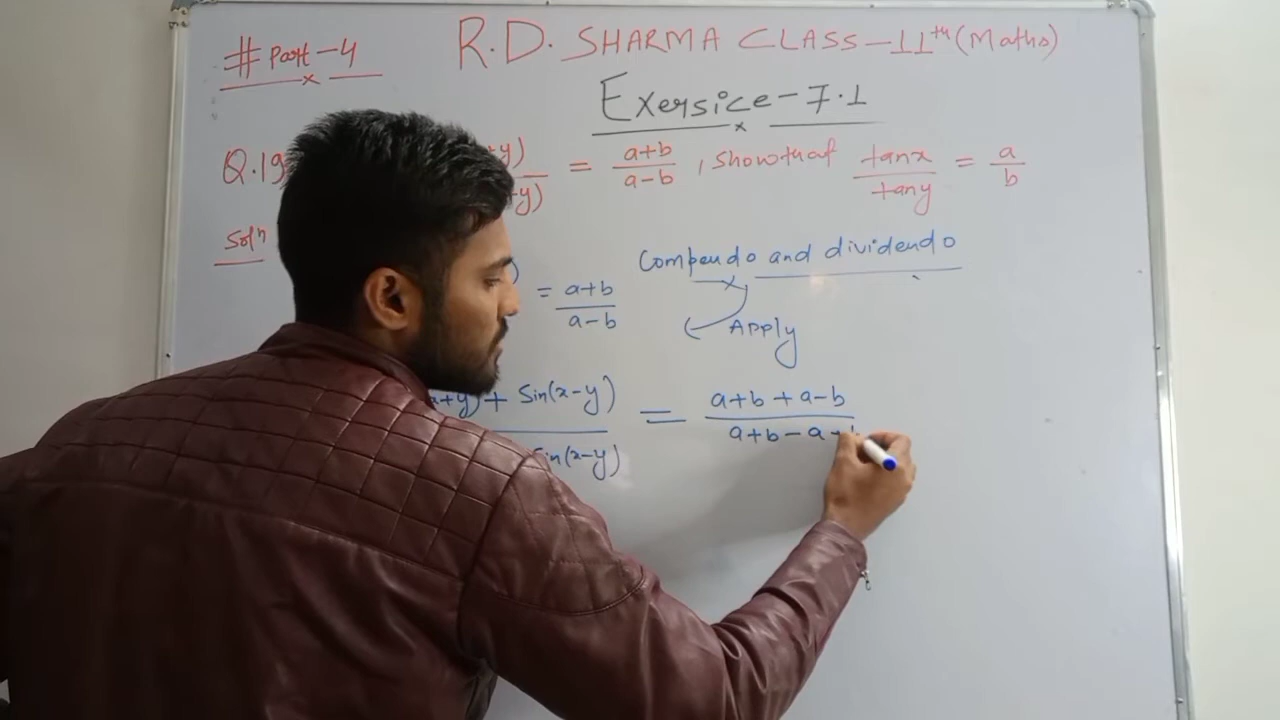 # Part-4
R.D. SHARMA CLASS-11th (Maths)
Exersice-7.1
Q.19 +y) / -y) = a+b / a-b , show that tanx / tany = a / b
Solⁿ
Compendo and dividendo
) = a+b / a-b
Apply
+y) + Sin(x-y) / Sin(x-y) = a+b+a-b / a+b-a+